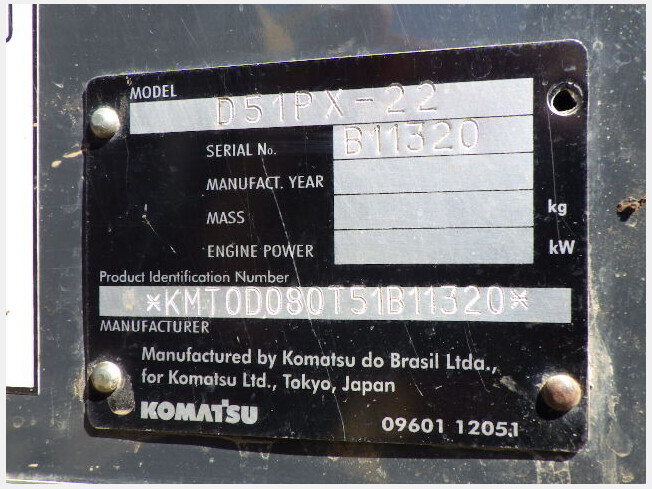 MODEL D51PX-22
SERIAL No. B11320
MANUFACT. YEAR
MASS kg
ENGINE POWER kW
Product Identification Number
*KMT0D080T51B11320*
MANUFACTURER
Manufactured by Komatsu do Brasil Ltda.,
for Komatsu Ltd., Tokyo, Japan
KOMATSU 09601 12051